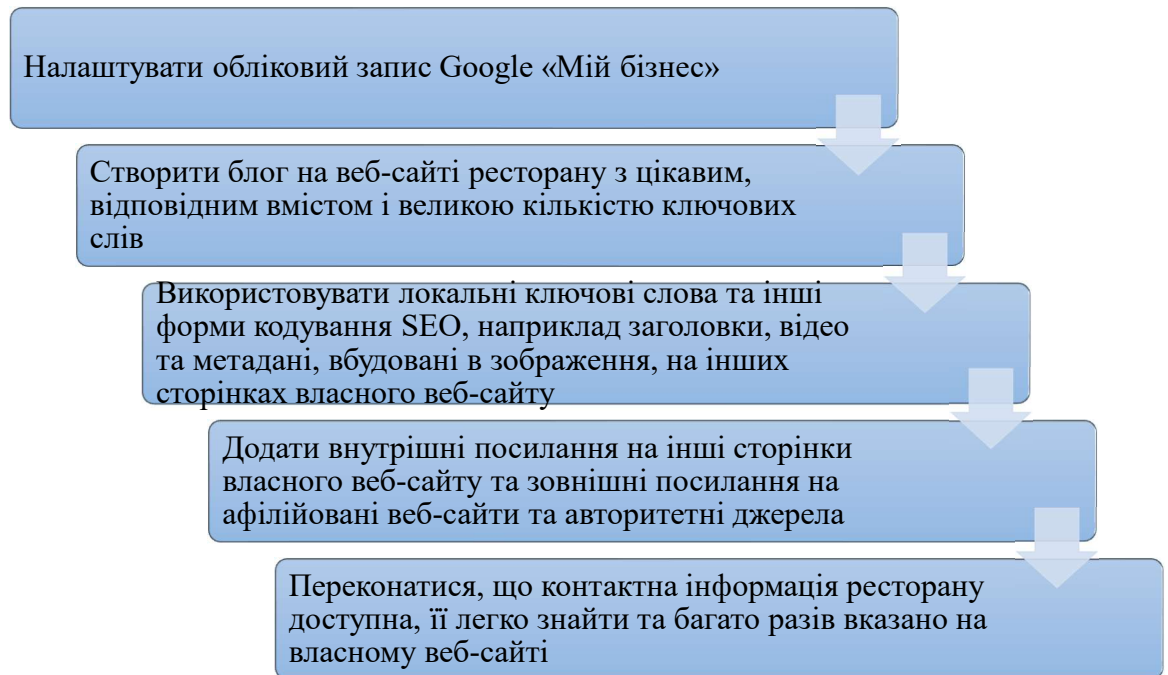 Налаштувати обліковий запис Google «Мій бізнес»
Створити блог на веб-сайті ресторану з цікавим,
відповідним вмістом і великою кількістю ключових
слів
Використовувати локальні ключові слова та інші
форми кодування SEO, наприклад заголовки, відео
та метадані, вбудовані в зображення, на інших
сторінках власного веб-сайту
Додати внутрішні посилання на інші сторінки
власного веб-сайту та зовнішні посилання на
афілійовані веб-сайти та авторитетні джерела
Переконатися, що контактна інформація ресторану
доступна, її легко знайти та багато разів вказано на
власному веб-сайті